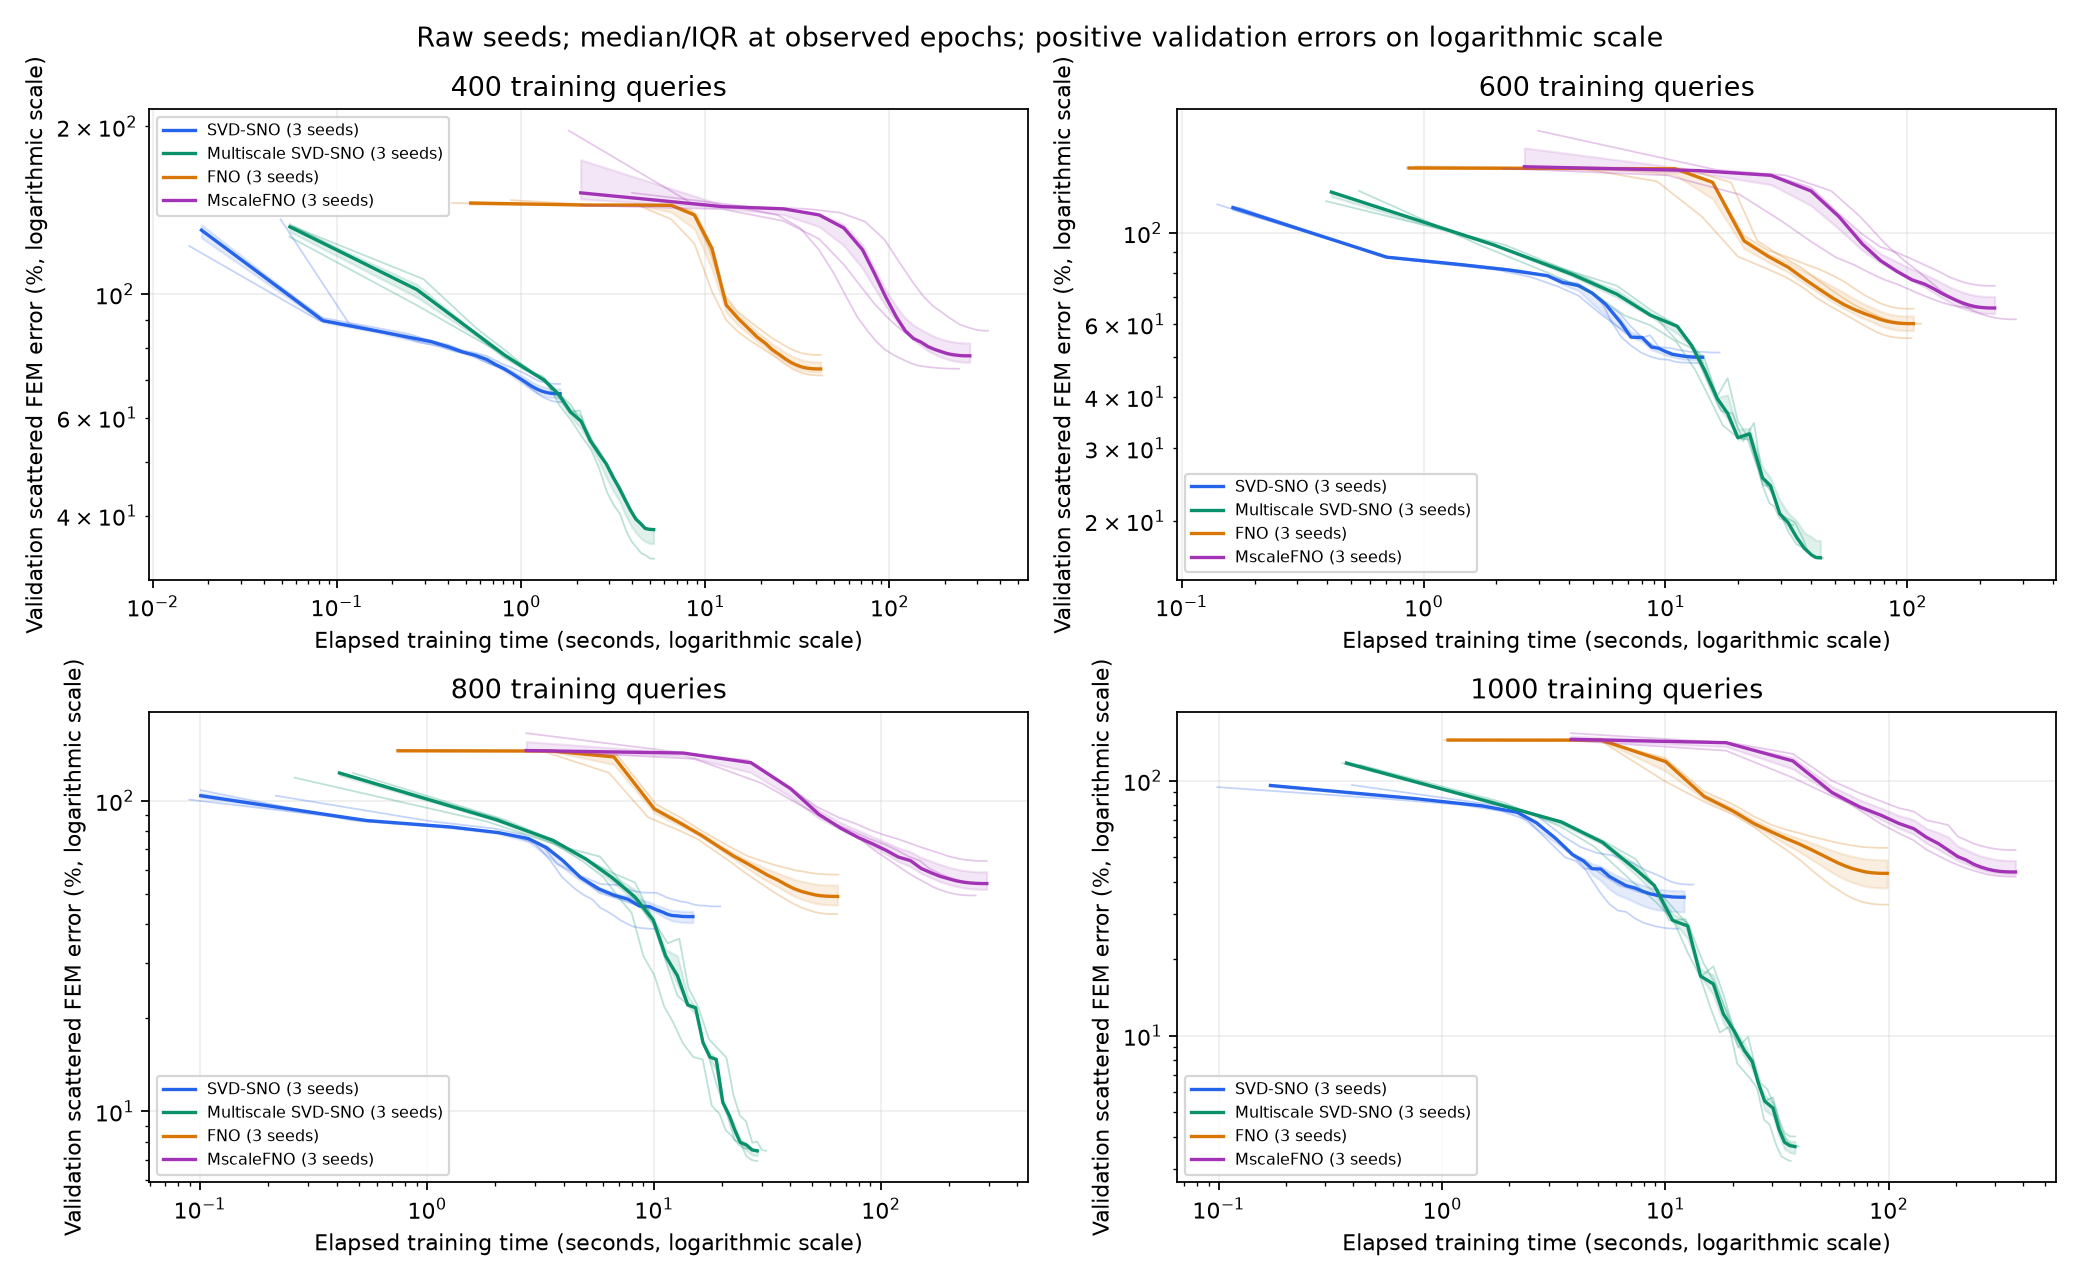 Raw seeds; median/IQR at observed epochs; positive validation errors on logarithmic scale
400 training queries
Validation scattered FEM error (%, logarithmic scale)
2 × 10²
10²
6 × 10¹
4 × 10¹
SVD-SNO (3 seeds)
Multiscale SVD-SNO (3 seeds)
FNO (3 seeds)
MscaleFNO (3 seeds)
10⁻² 10⁻¹ 10⁰ 10¹ 10²
Elapsed training time (seconds, logarithmic scale)
600 training queries
Validation scattered FEM error (%, logarithmic scale)
10²
6 × 10¹
4 × 10¹
3 × 10¹
2 × 10¹
SVD-SNO (3 seeds)
Multiscale SVD-SNO (3 seeds)
FNO (3 seeds)
MscaleFNO (3 seeds)
10⁻¹ 10⁰ 10¹ 10²
Elapsed training time (seconds, logarithmic scale)
800 training queries
Validation scattered FEM error (%, logarithmic scale)
10²
10¹
SVD-SNO (3 seeds)
Multiscale SVD-SNO (3 seeds)
FNO (3 seeds)
MscaleFNO (3 seeds)
10⁻¹ 10⁰ 10¹ 10²
Elapsed training time (seconds, logarithmic scale)
1000 training queries
Validation scattered FEM error (%, logarithmic scale)
10²
10¹
SVD-SNO (3 seeds)
Multiscale SVD-SNO (3 seeds)
FNO (3 seeds)
MscaleFNO (3 seeds)
10⁻¹ 10⁰ 10¹ 10²
Elapsed training time (seconds, logarithmic scale)